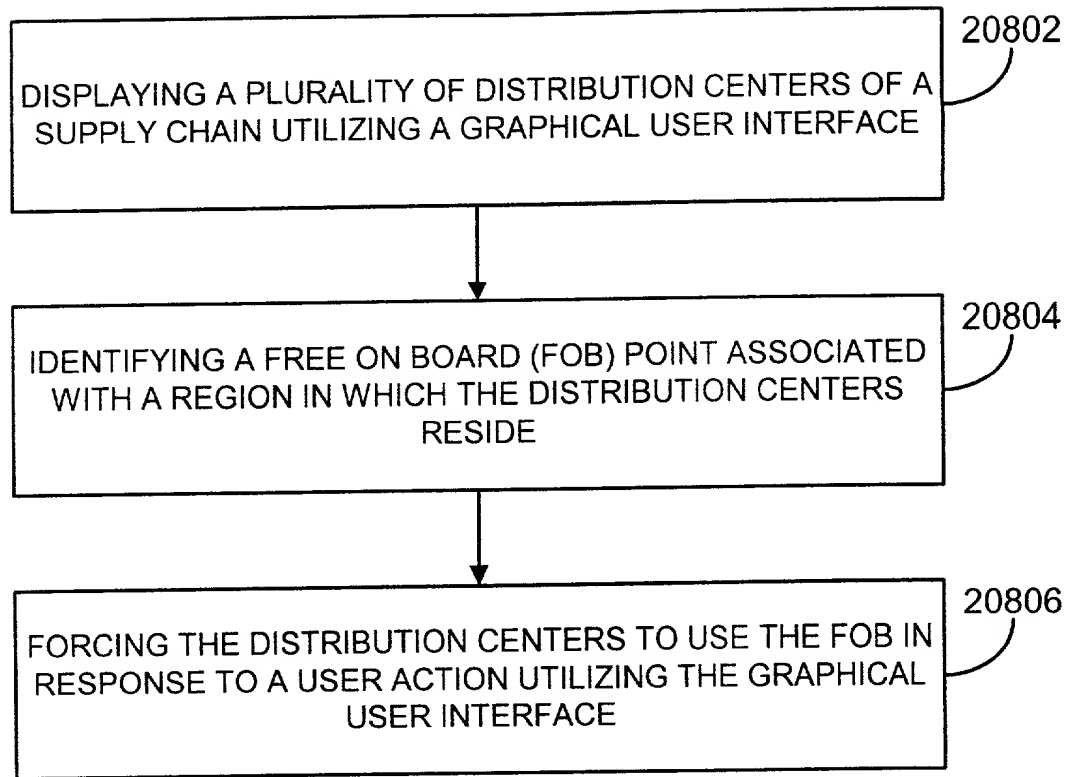 20802
DISPLAYING A PLURALITY OF DISTRIBUTION CENTERS OF A
SUPPLY CHAIN UTILIZING A GRAPHICAL USER INTERFACE
20804
IDENTIFYING A FREE ON BOARD (FOB) POINT ASSOCIATED
WITH A REGION IN WHICH THE DISTRIBUTION CENTERS
RESIDE
20806
FORCING THE DISTRIBUTION CENTERS TO USE THE FOB IN
RESPONSE TO A USER ACTION UTILIZING THE GRAPHICAL
USER INTERFACE